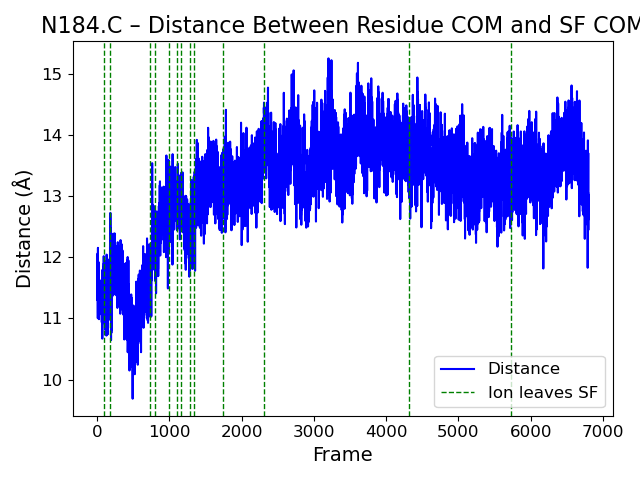 N184.C – Distance Between Residue COM and SF COM
Distance (Å)
15
14
13
12
11
10
Distance
Ion leaves SF
0 1000 2000 3000 4000 5000 6000 7000
Frame